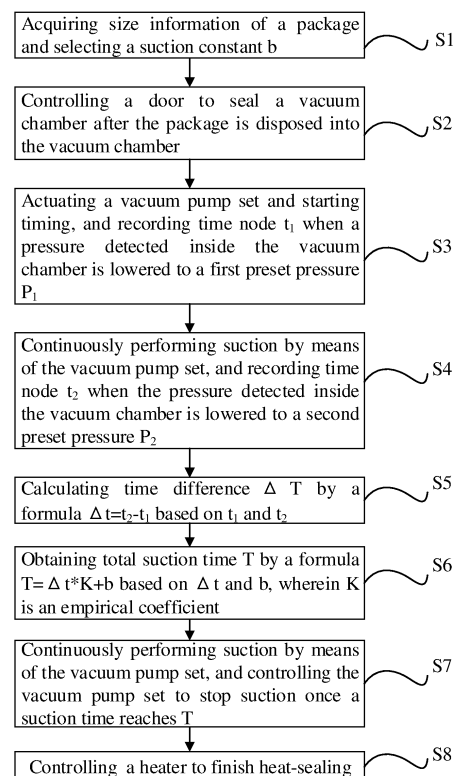 Acquiring size information of a package
and selecting a suction constant b
S1
Controlling a door to seal a vacuum
chamber after the package is disposed into
the vacuum chamber
S2
Actuating a vacuum pump set and starting
timing, and recording time node t₁ when a
pressure detected inside the vacuum
chamber is lowered to a first preset pressure
P₁
S3
Continuously performing suction by means
of the vacuum pump set, and recording time
node t₂ when the pressure detected inside
the vacuum chamber is lowered to a second
preset pressure P₂
S4
Calculating time difference Δ T by a
formula Δt=t₂-t₁ based on t₁ and t₂
S5
Obtaining total suction time T by a formula
T=Δt*K+b based on Δt and b, wherein K
is an empirical coefficient
S6
Continuously performing suction by means
of the vacuum pump set, and controlling the
vacuum pump set to stop suction once a
suction time reaches T
S7
Controlling a heater to finish heat-sealing
S8